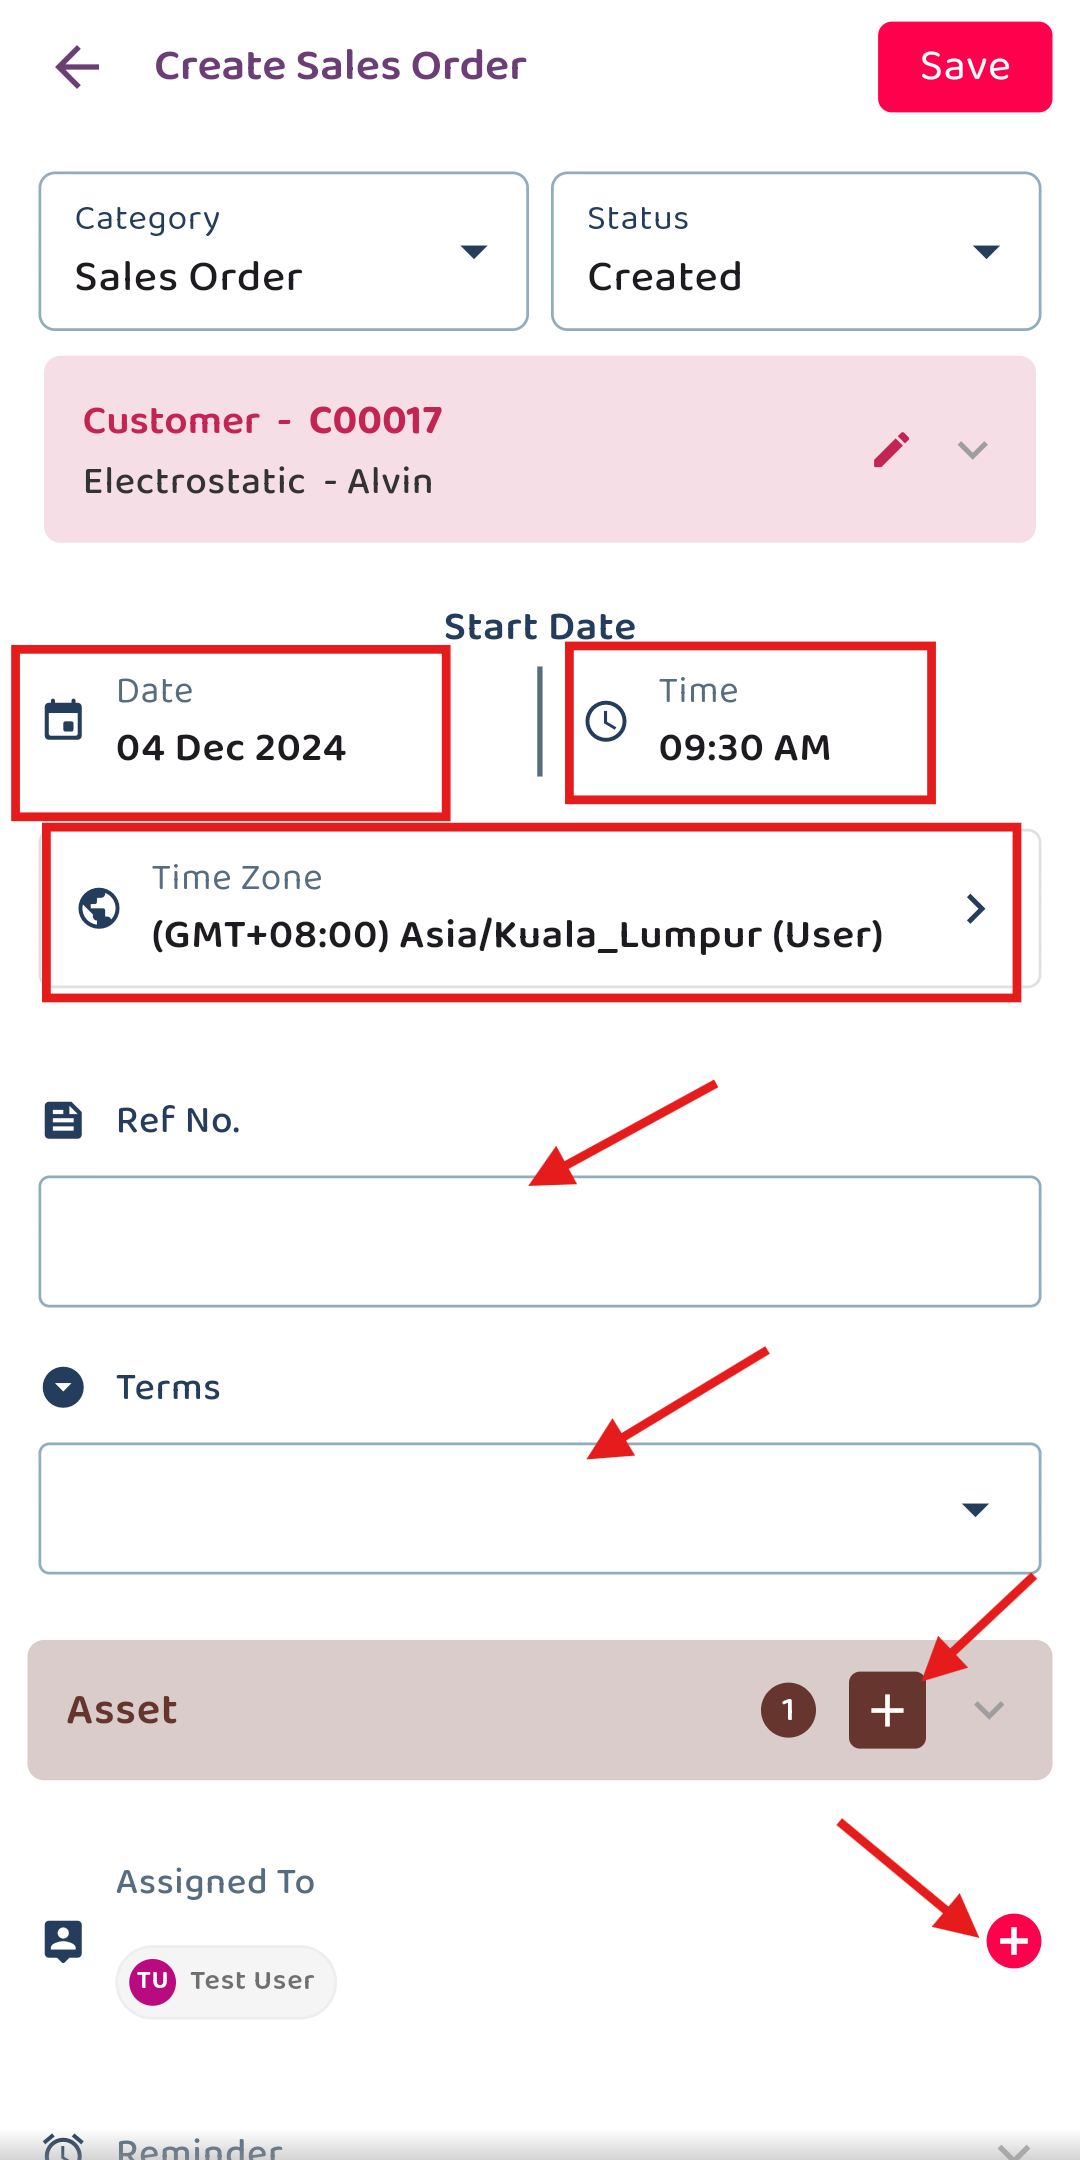 Create Sales Order
Save
Category
Sales Order
Status
Created
Customer - C00017
Electrostatic - Alvin
Start Date
Date
04 Dec 2024
Time
09:30 AM
Time Zone
(GMT+08:00) Asia/Kuala_Lumpur (User)
Ref No.
Terms
Asset
1
Assigned To
TU Test User
Reminder